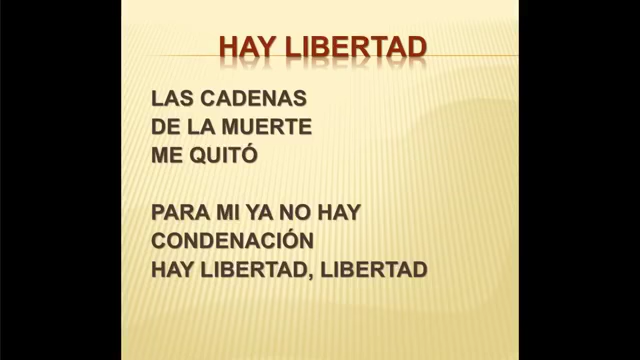 HAY LIBERTAD
LAS CADENAS
DE LA MUERTE
ME QUITÓ
PARA MI YA NO HAY
CONDENACIÓN
HAY LIBERTAD, LIBERTAD